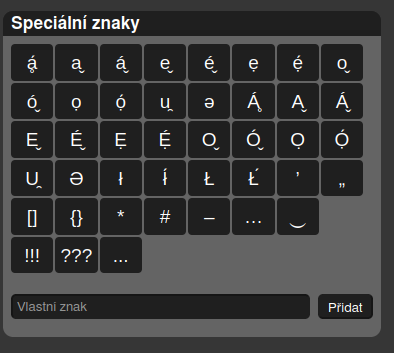 Speciální znaky
ḁ́ a̮ á̮ e̮ é̮ ẹ ẹ́ o̮
ó̮ ọ ọ́ u̯ ə Ḁ́ A̮ Á̮
E̮ É̮ Ẹ Ẹ́ O̮ Ó̮ Ọ Ọ́
U̯ Ə ł ł́ Ł Ł́ ’ „
[] {} * # – … ‿
!!! ??? ...
Vlastní znak Přidat